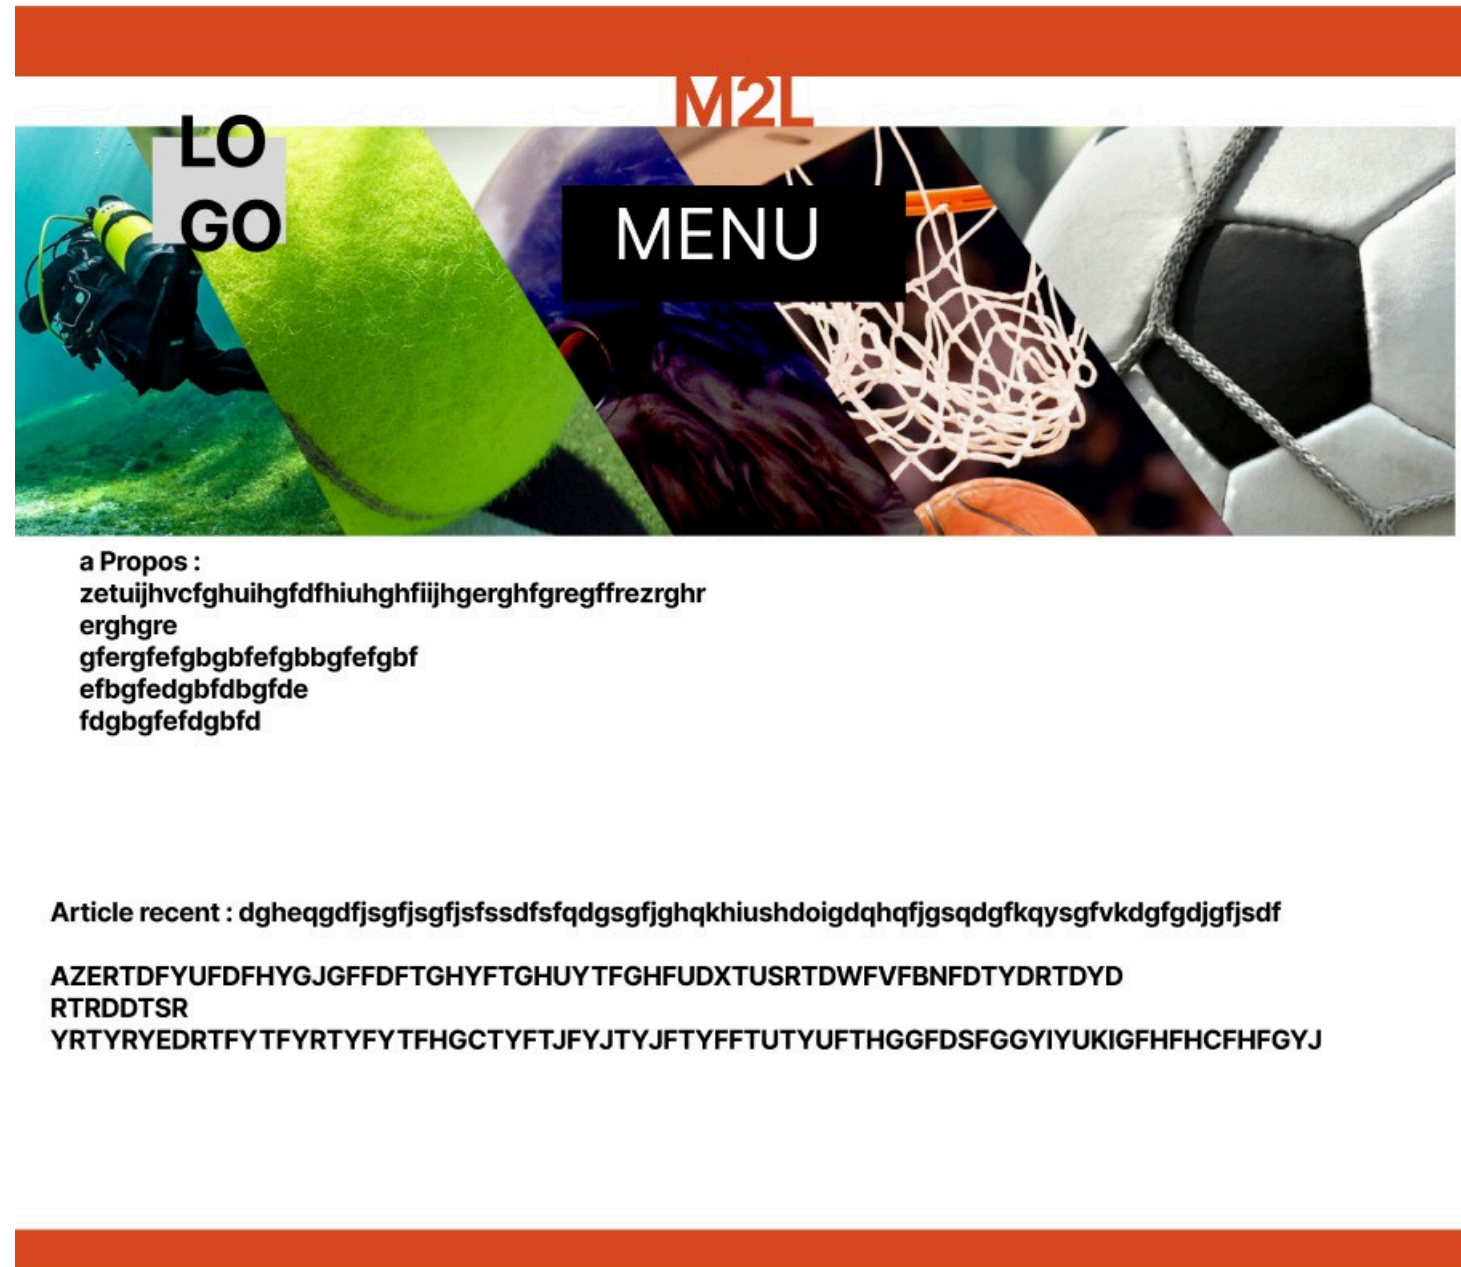 M2L
LO
GO
MENU
a Propos :
zetuijhvcfghuihgfdfhiuhghfiijhgerghfgregffrezrghr
erghgre
gfergfefgbgbfefgbbgfefgbf
efbgfedgbfdbgfde
fdgbgfefdgbfd
Article recent : dgheqgdfjsgfjsgfjsfssdfsfqdgsgfjghqkhiushdoigdqhqfjgsqdgfkqysgfvkdgfgdjgfjsdf
AZERTDFYUFDFHYGJGFFDFTGHYFTGHUYTFGHFUDXTUSRTDWFVFBNFDTYDRTDYD
RTRDDTSR
YRTYRYEDRTFYTFYRTYFYTFHGCTYFTJFYJTYJFTYFFTUTYUFTHGGFDSFGGYIYUKIGFHFHCFHFGYJ